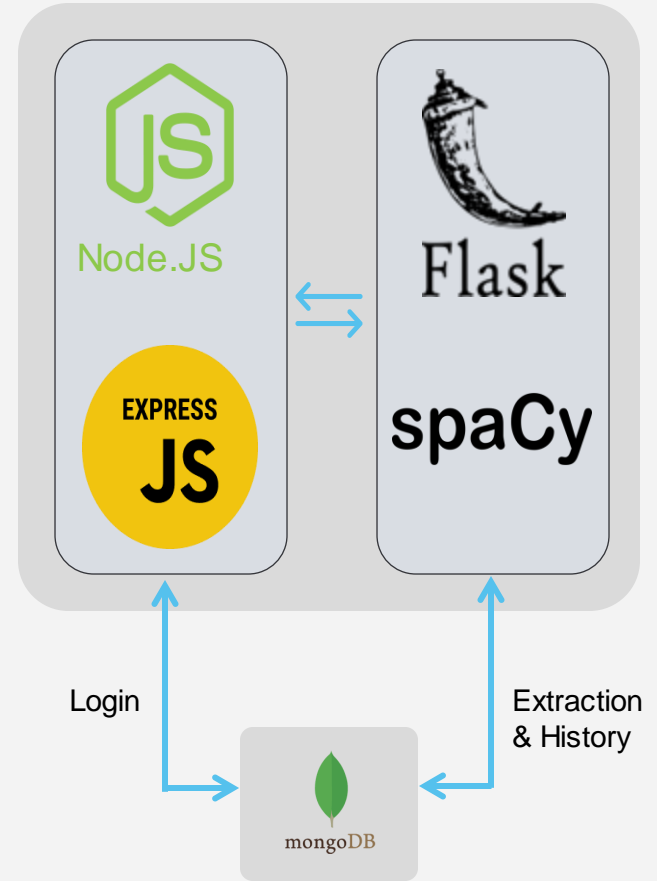 JS
Node.JS
EXPRESS
JS
Flask
spaCy
Login
Extraction
& History
mongoDB